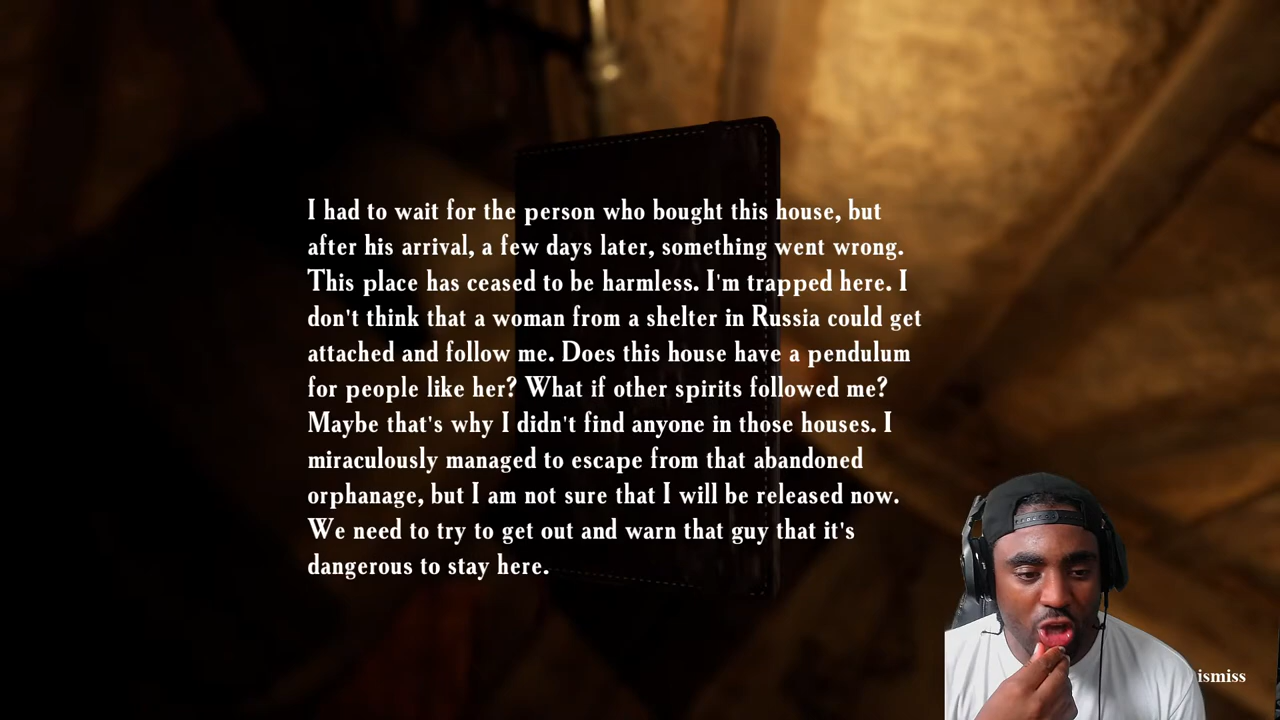 I had to wait for the person who bought this house, but
after his arrival, a few days later, something went wrong.
This place has ceased to be harmless. I'm trapped here. I
don't think that a woman from a shelter in Russia could get
attached and follow me. Does this house have a pendulum
for people like her? What if other spirits followed me?
Maybe that's why I didn't find anyone in those houses. I
miraculously managed to escape from that abandoned
orphanage, but I am not sure that I will be released now.
We need to try to get out and warn that guy that it's
dangerous to stay here.
ismiss